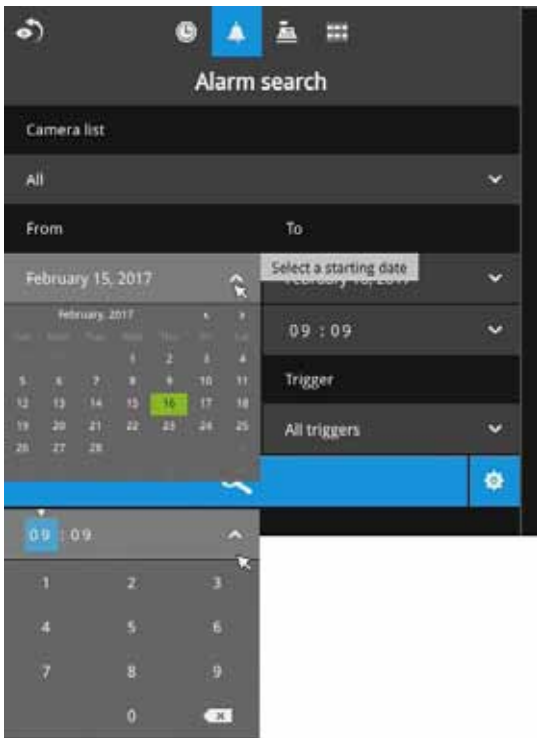 Alarm search
Camera list
All
From To
February 15, 2017
Select a starting date
February 2017
1 2 3 4
5 6 7 8 9 10 11
12 13 14 15 16 17 18
19 20 21 22 23 24 25
26 27 28
09 : 09
Trigger
All triggers
09 : 09
1 2 3
4 5 6
7 8 9
0